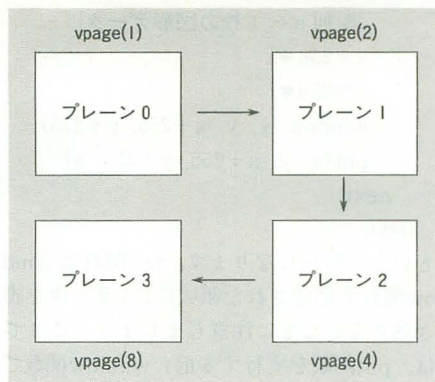 vpage(1)
vpage(2)
プレーン 0
プレーン 1
プレーン 3
プレーン 2
vpage(8)
vpage(4)